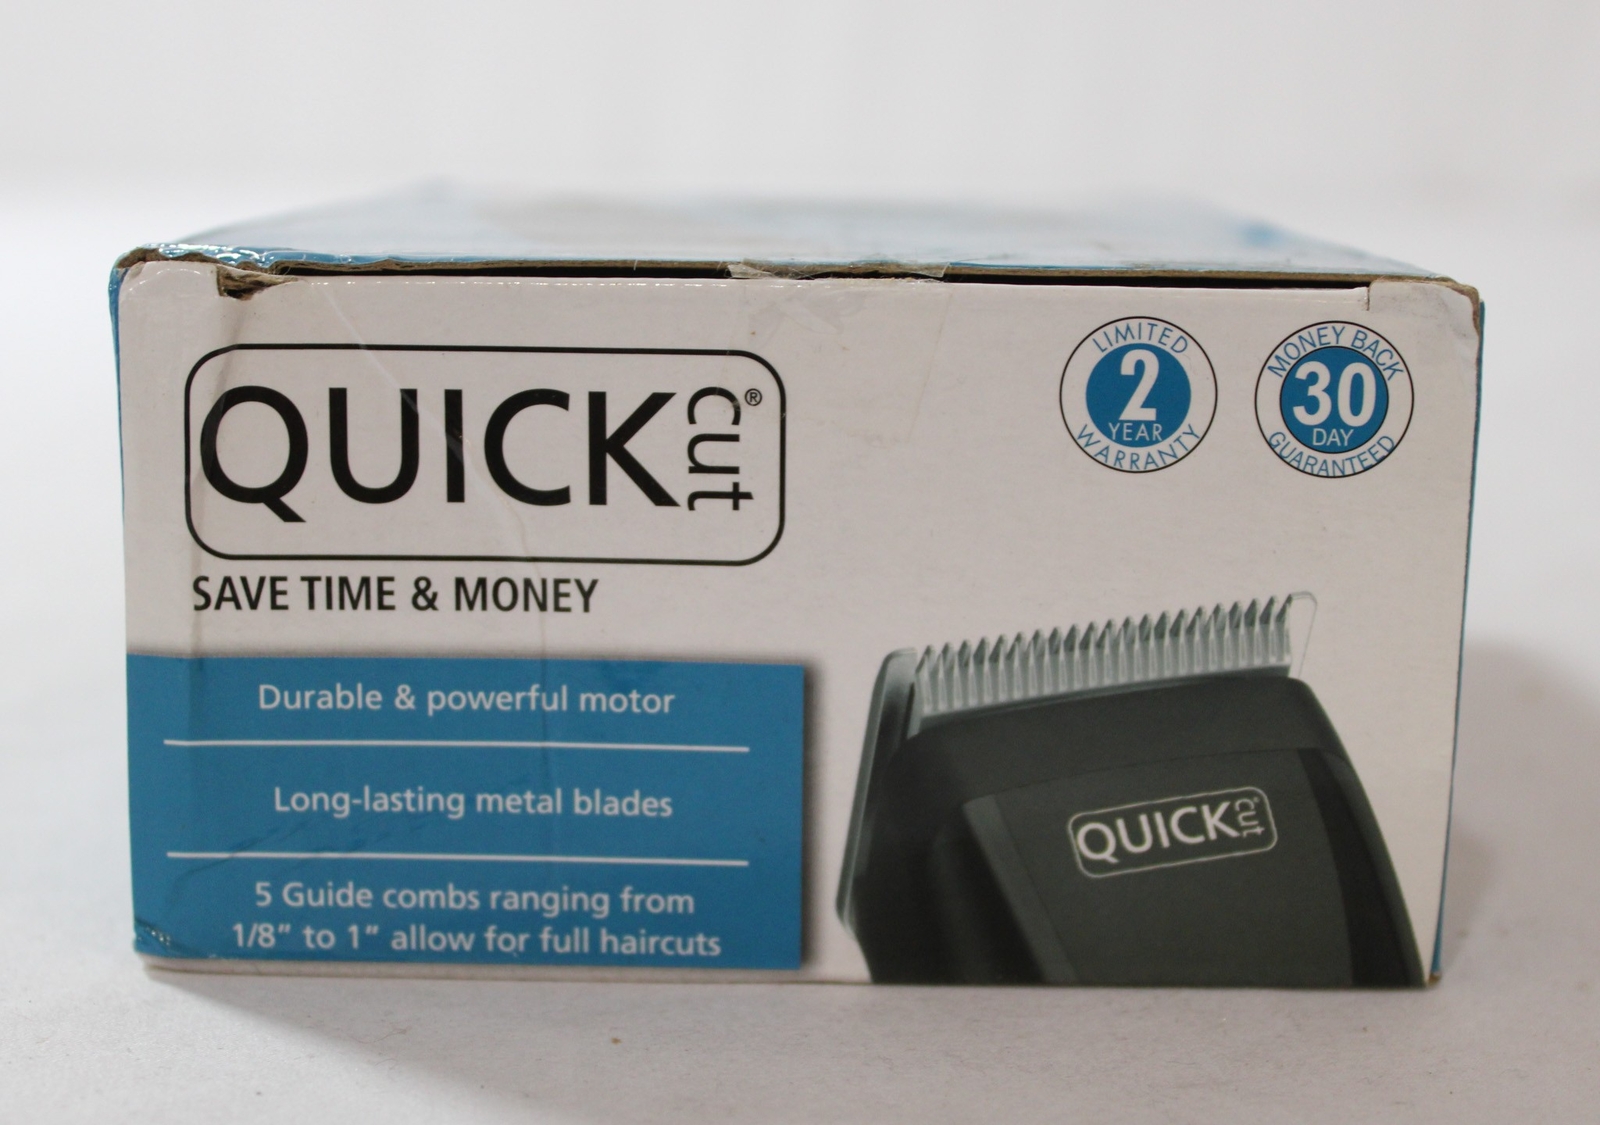 QUICK cut®
SAVE TIME & MONEY
LIMITED
2
YEAR
WARRANTY
MONEY BACK
30
DAY
GUARANTEED
Durable & powerful motor
Long-lasting metal blades
5 Guide combs ranging from
1/8” to 1” allow for full haircuts
QUICK cut®